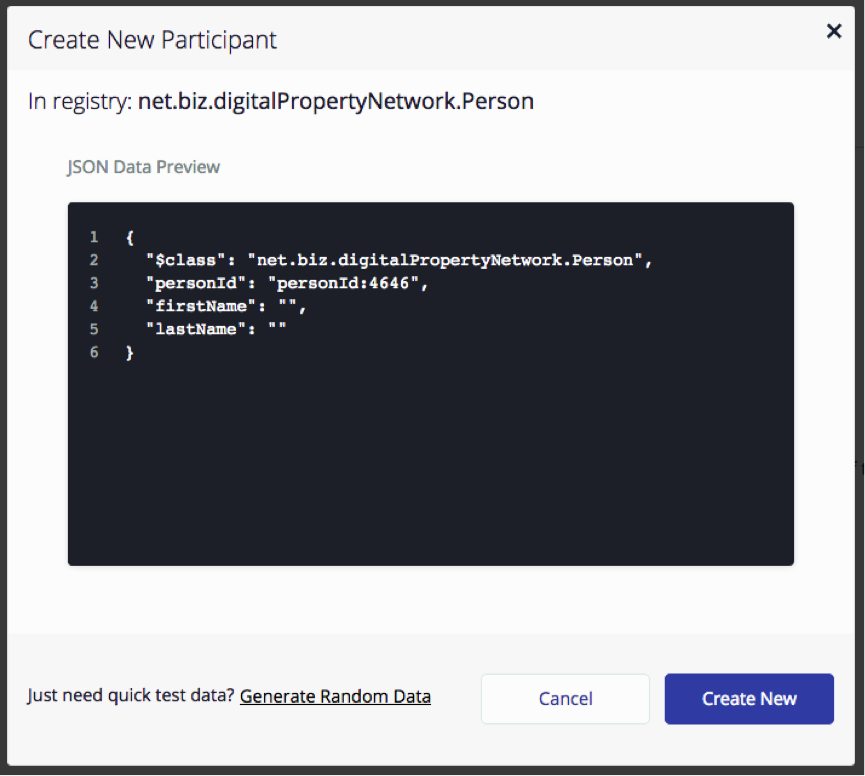 Create New Participant
In registry: net.biz.digitalPropertyNetwork.Person
JSON Data Preview
1 {
2 "$class": "net.biz.digitalPropertyNetwork.Person",
3 "personId": "personId:4646",
4 "firstName": "",
5 "lastName": ""
6 }
Just need quick test data? Generate Random Data
Cancel
Create New